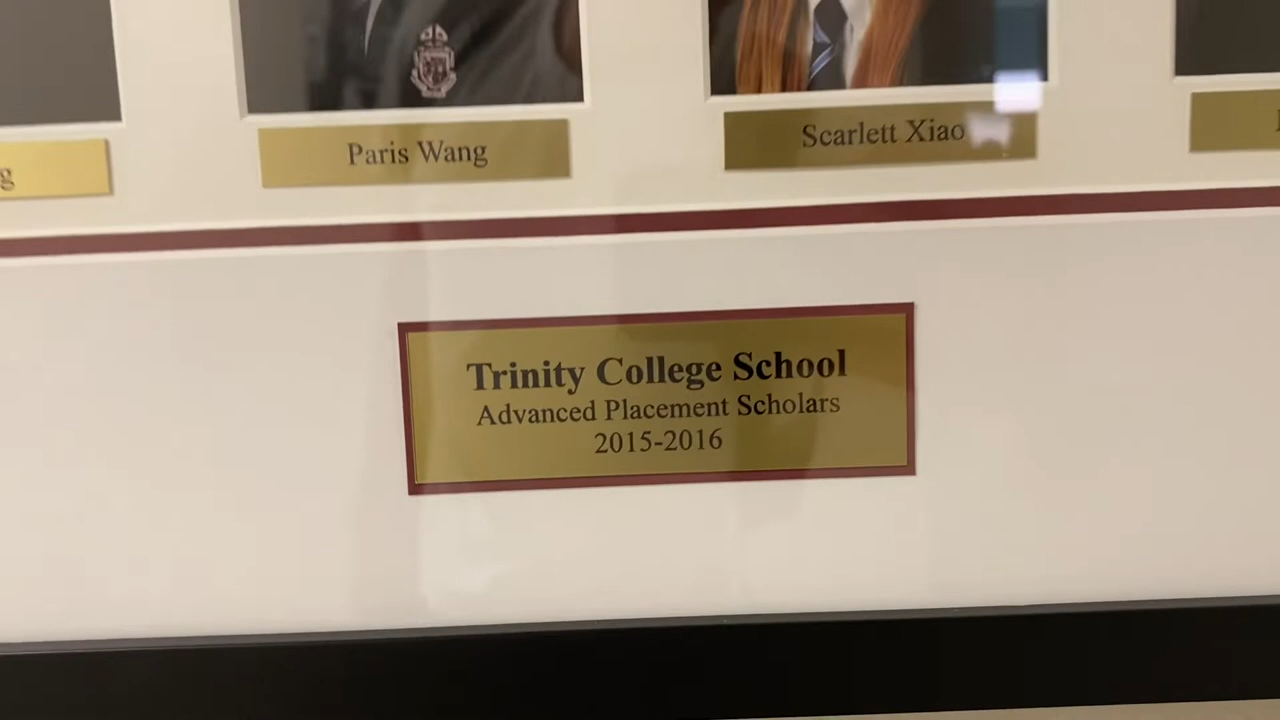 Paris Wang
Scarlett Xiao
Trinity College School
Advanced Placement Scholars
2015-2016